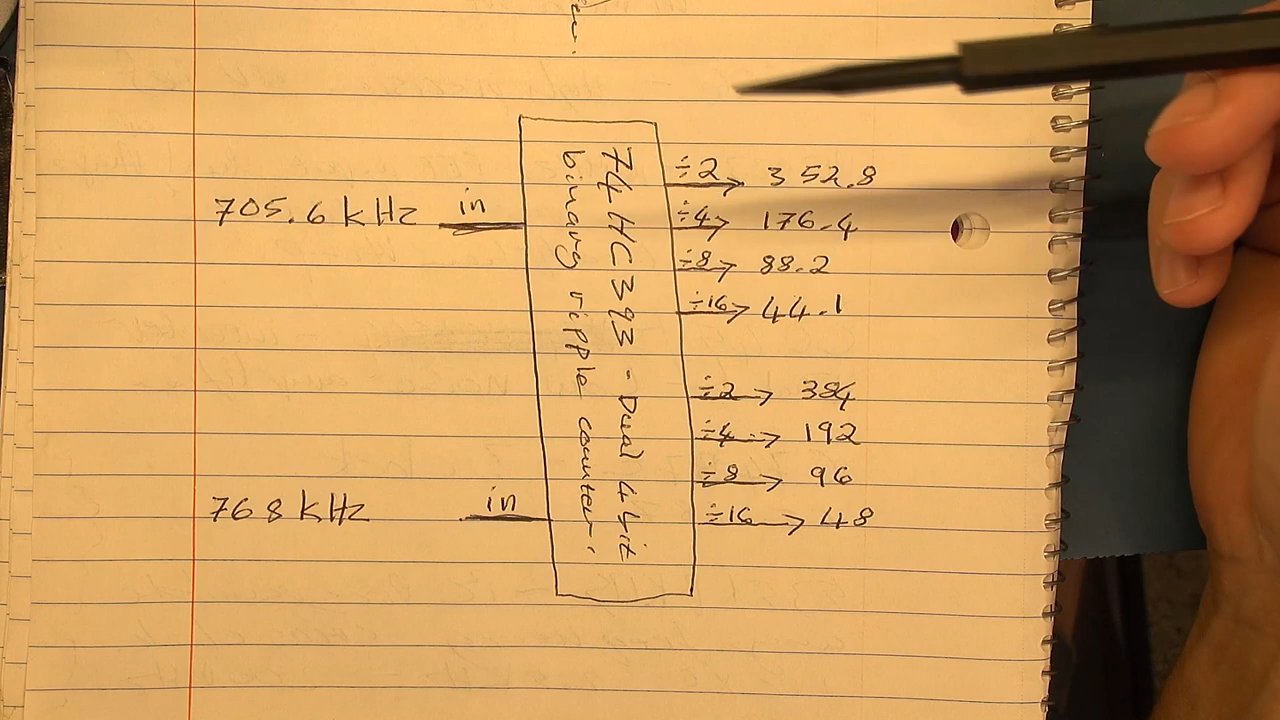 705.6 kHz in
74HC393 - Dual 4 bit
binary ripple counter.
÷2 → 352.8
÷4 → 176.4
÷8 → 88.2
÷16 → 44.1
768 kHz in
÷2 → 384
÷4 → 192
÷8 → 96
÷16 → 48